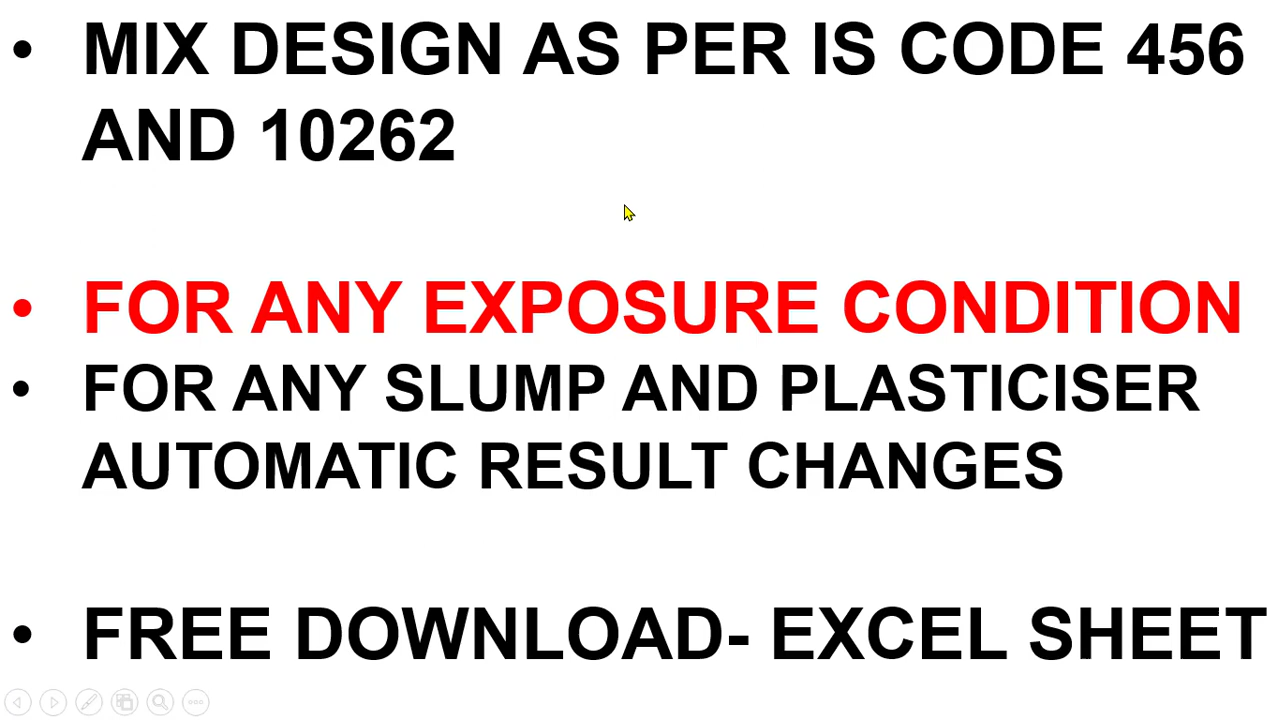 • MIX DESIGN AS PER IS CODE 456
AND 10262
• FOR ANY EXPOSURE CONDITION
• FOR ANY SLUMP AND PLASTICISER
AUTOMATIC RESULT CHANGES
• FREE DOWNLOAD- EXCEL SHEET